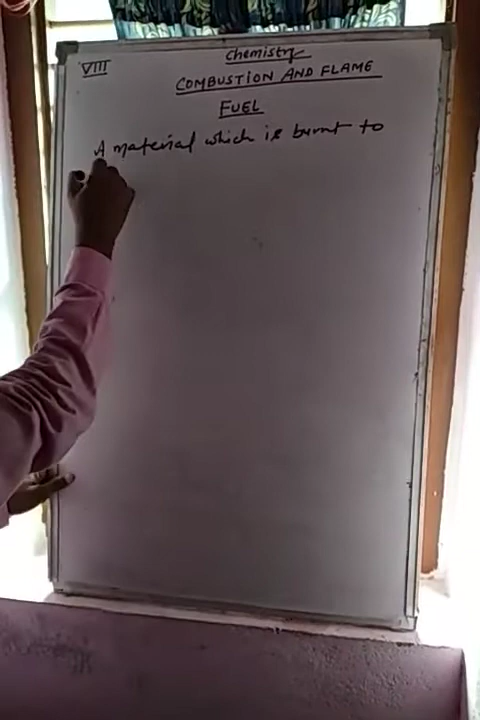 VIII
Chemistry
COMBUSTION AND FLAME
FUEL
A material which is burnt to